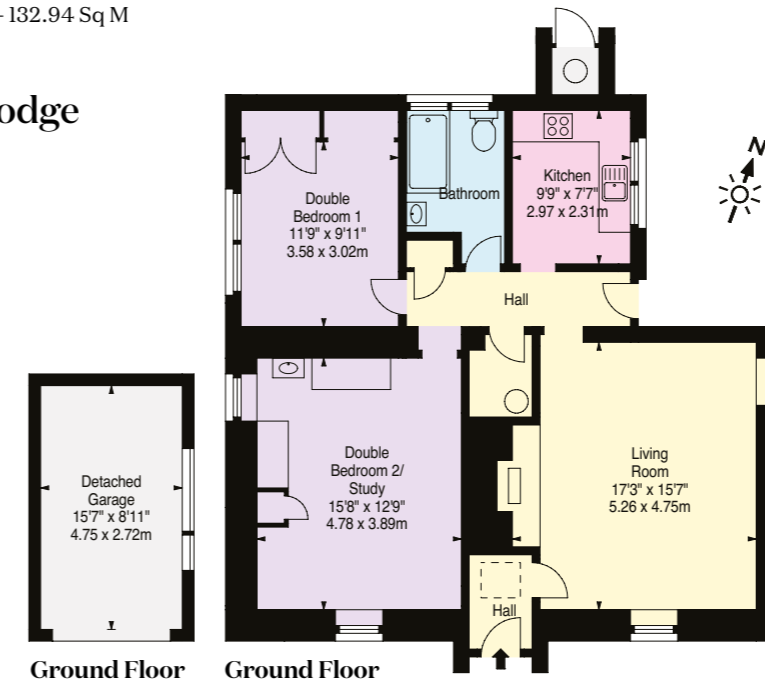 - 132.94 Sq M
odge
Double
Bedroom 1
11'9" x 9'11"
3.58 x 3.02m
Bathroom
Kitchen
9'9" x 7'7"
2.97 x 2.31m
N
Hall
Detached
Garage
15'7" x 8'11"
4.75 x 2.72m
Double
Bedroom 2/
Study
15'8" x 12'9"
4.78 x 3.89m
Living
Room
17'3" x 15'7"
5.26 x 4.75m
Hall
Ground Floor
Ground Floor